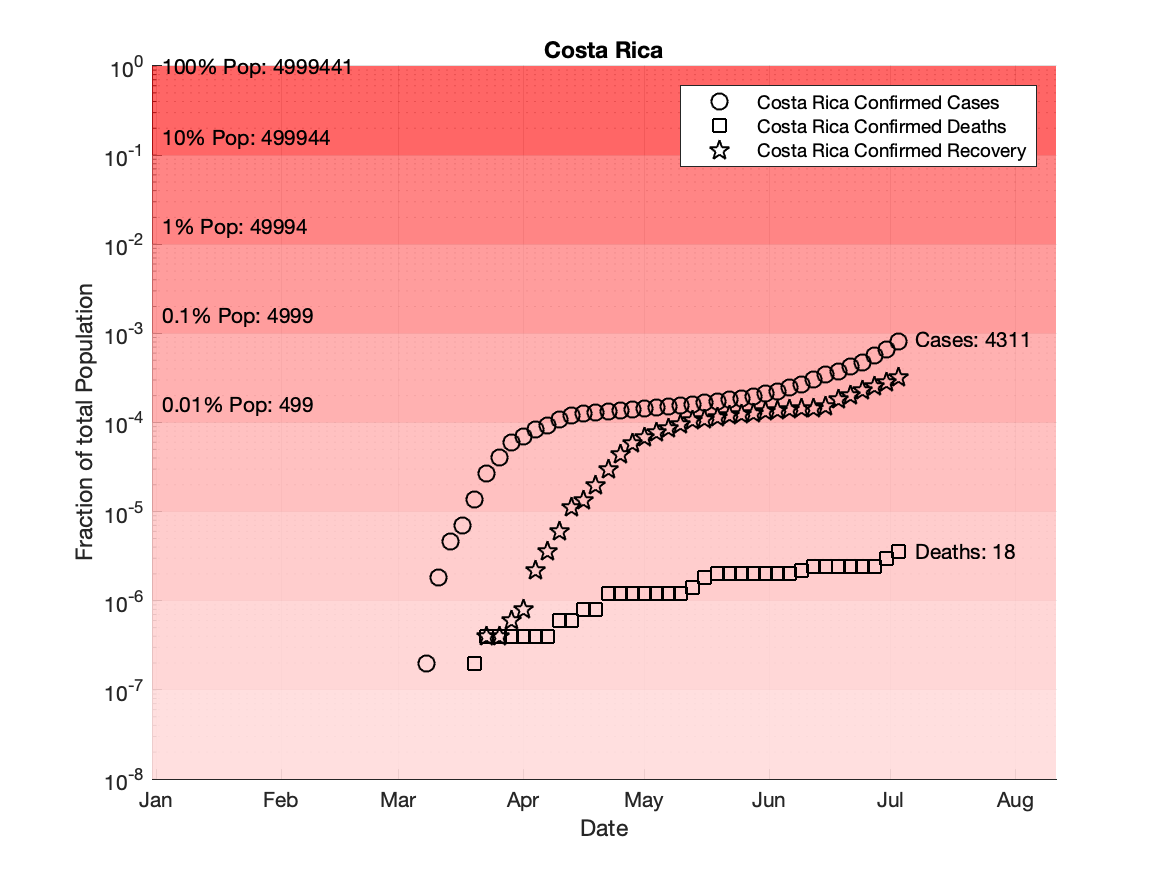 Costa Rica
10^0
10^-1
10^-2
10^-3
10^-4
10^-5
10^-6
10^-7
10^-8
Fraction of total Population
100% Pop: 4999441
10% Pop: 499944
1% Pop: 49994
0.1% Pop: 4999
0.01% Pop: 499
Costa Rica Confirmed Cases
Costa Rica Confirmed Deaths
Costa Rica Confirmed Recovery
Cases: 4311
Deaths: 18
Jan Feb Mar Apr May Jun Jul Aug
Date